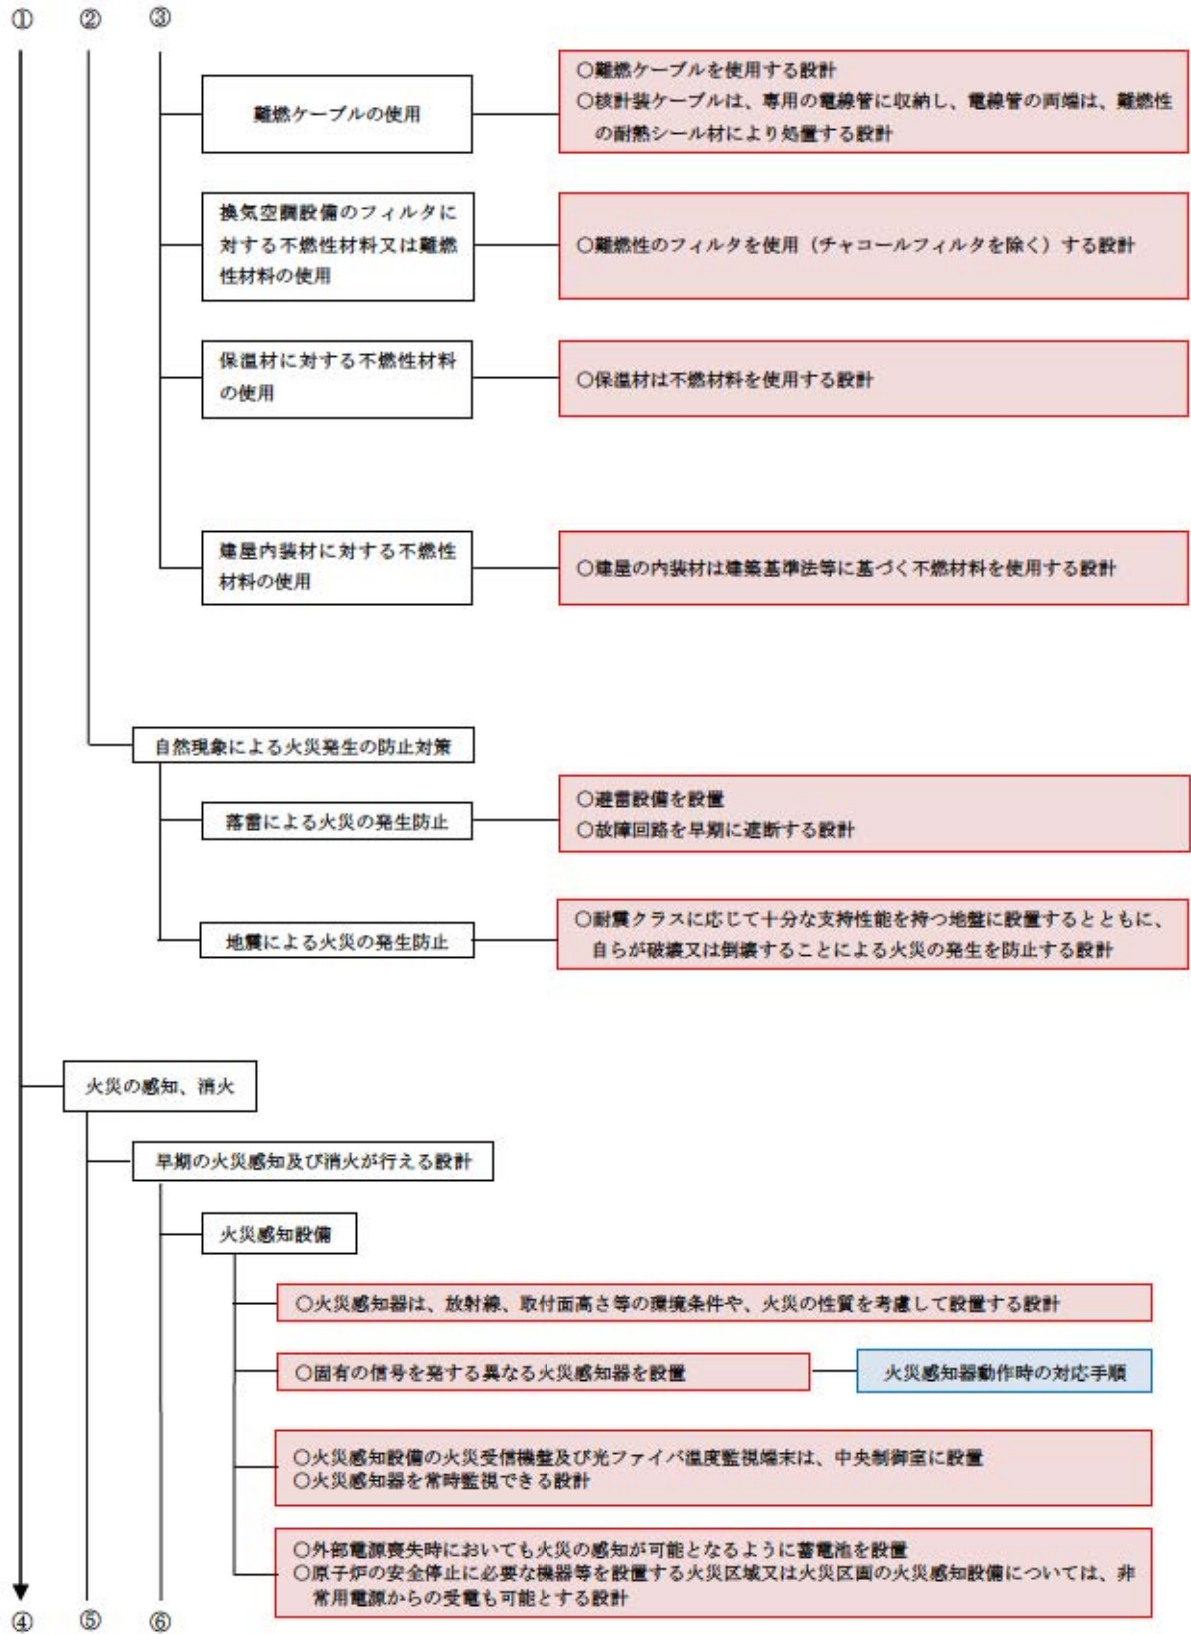 ① ② ③
難燃ケーブルの使用
○難燃ケーブルを使用する設計
○核計装ケーブルは、専用の電線管に収納し、電線管の両端は、難燃性
の耐熱シール材により処置する設計
換気空調設備のフィルタに
対する不燃性材料又は難燃
性材料の使用
○難燃性のフィルタを使用（チャコールフィルタを除く）する設計
保温材に対する不燃性材料
の使用
○保温材は不燃材料を使用する設計
建屋内装材に対する不燃性
材料の使用
○建屋の内装材は建築基準法等に基づく不燃材料を使用する設計
自然現象による火災発生の防止対策
落雷による火災の発生防止
○避雷設備を設置
○故障回路を早期に遮断する設計
地震による火災の発生防止
○耐震クラスに応じて十分な支持性能を持つ地盤に設置するとともに、
自らが破壊又は倒壊することによる火災の発生を防止する設計
火災の感知、消火
早期の火災感知及び消火が行える設計
火災感知設備
○火災感知器は、放射線、取付面高さ等の環境条件や、火災の性質を考慮して設置する設計
○固有の信号を発する異なる火災感知器を設置
火災感知器動作時の対応手順
○火災感知設備の火災受信機盤及び光ファイバ温度監視端末は、中央制御室に設置
○火災感知器を常時監視できる設計
○外部電源喪失時においても火災の感知が可能となるように蓄電池を設置
○原子炉の安全停止に必要な機器等を設置する火災区域又は火災区画の火災感知設備については、非
常用電源からの受電も可能とする設計
④ ⑤ ⑥